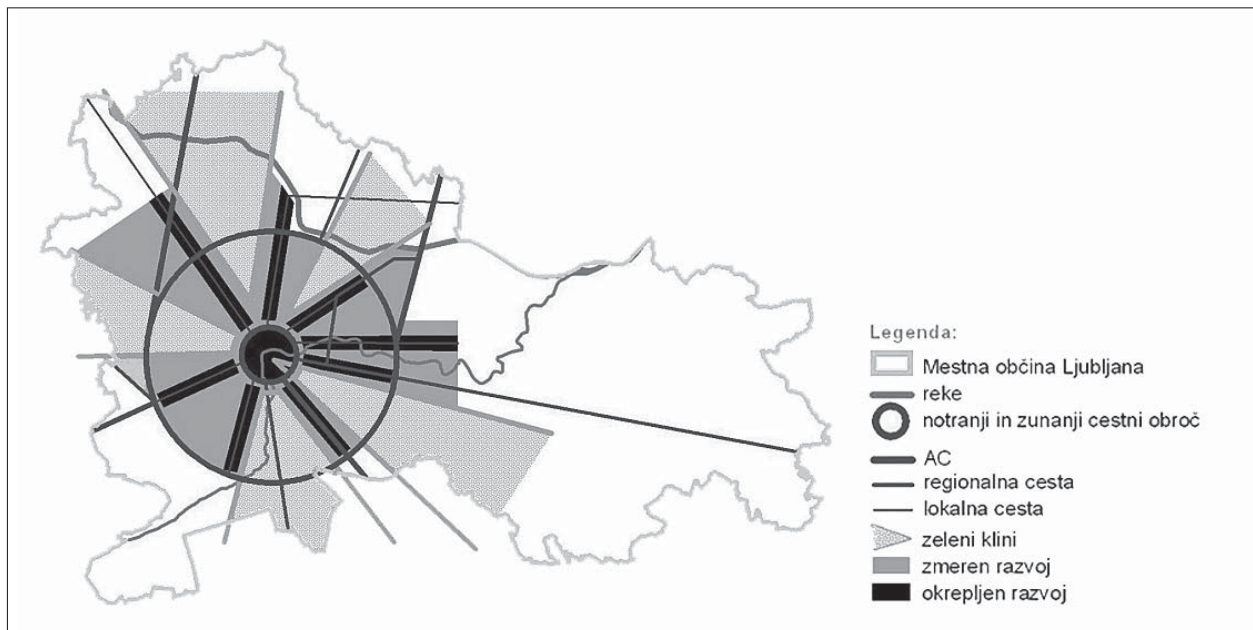 Legenda:
Mestna občina Ljubljana
reke
notranji in zunanji cestni obroč
AC
regionalna cesta
lokalna cesta
zeleni klini
zmeren razvoj
okrepljen razvoj